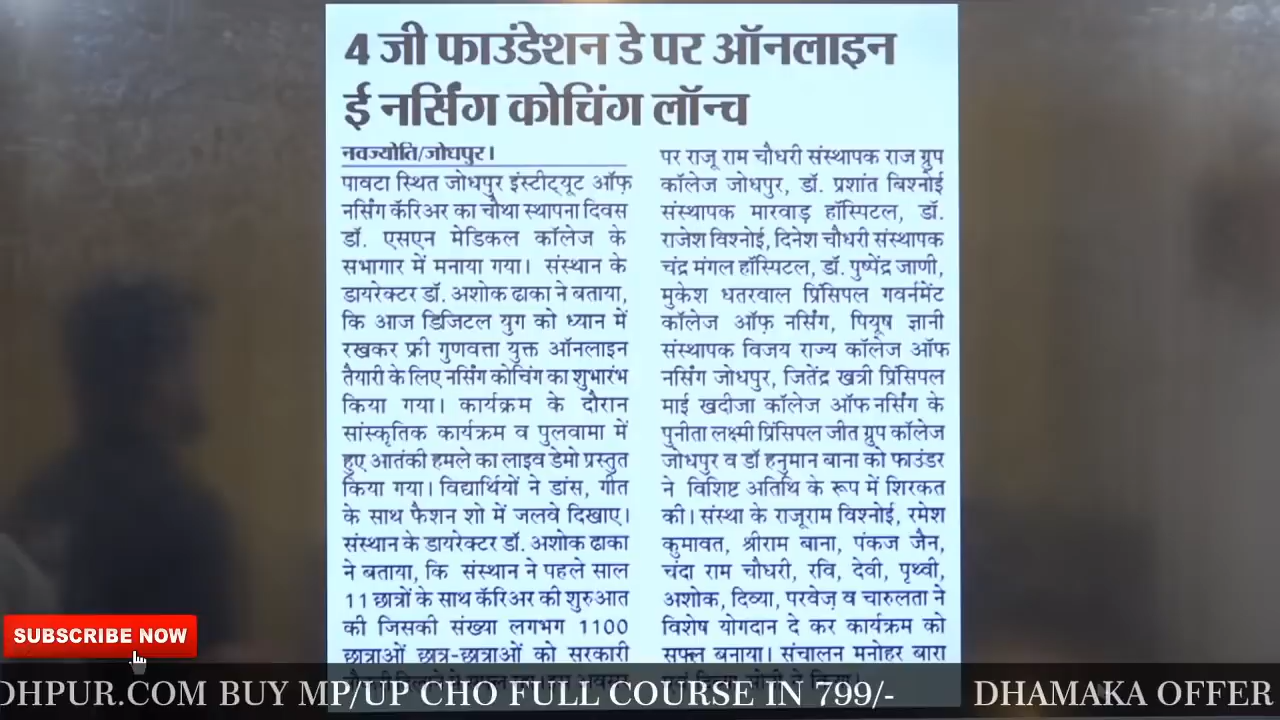 4 जी फाउंडेशन डे पर ऑनलाइन
ई नर्सिंग कोचिंग लॉन्च
नवज्योति/जोधपुर।
पावटा स्थित जोधपुर इंस्टीट्यूट ऑफ़
नर्सिंग कॅरिअर का चौथा स्थापना दिवस
डॉ. एसएन मेडिकल कॉलेज के
सभागार में मनाया गया। संस्थान के
डायरेक्टर डॉ. अशोक ढाका ने बताया,
कि आज डिजिटल युग को ध्यान में
रखकर फ्री गुणवत्ता युक्त ऑनलाइन
तैयारी के लिए नर्सिंग कोचिंग का शुभारंभ
किया गया। कार्यक्रम के दौरान
सांस्कृतिक कार्यक्रम व पुलवामा में
हुए आतंकी हमले का लाइव डेमो प्रस्तुत
किया गया। विद्यार्थियों ने डांस, गीत
के साथ फैशन शो में जलवे दिखाए।
संस्थान के डायरेक्टर डॉ. अशोक ढाका
ने बताया, कि संस्थान ने पहले साल
11 छात्रों के साथ कॅरिअर की शुरुआत
की जिसकी संख्या लगभग 1100
छात्राओं छात्र-छात्राओं को सरकारी
पर राजू राम चौधरी संस्थापक राज ग्रुप
कॉलेज जोधपुर, डॉ. प्रशांत बिश्नोई
संस्थापक मारवाड़ हॉस्पिटल, डॉ.
राजेश विश्नोई, दिनेश चौधरी संस्थापक
चंद्र मंगल हॉस्पिटल, डॉ. पुष्पेंद्र जाणी,
मुकेश धतरवाल प्रिंसिपल गवर्नमेंट
कॉलेज ऑफ़ नर्सिंग, पियूष ज्ञानी
संस्थापक विजय राज्य कॉलेज ऑफ
नर्सिंग जोधपुर, जितेंद्र खत्री प्रिंसिपल
माई खदीजा कॉलेज ऑफ नर्सिंग के
पुनीता लक्ष्मी प्रिंसिपल जीत ग्रुप कॉलेज
जोधपुर व डॉ हनुमान बाना को फाउंडर
ने विशिष्ट अतिथि के रूप में शिरकत
की। संस्था के राजूराम विश्नोई, रमेश
कुमावत, श्रीराम बाना, पंकज जैन,
चंदा राम चौधरी, रवि, देवी, पृथ्वी,
अशोक, दिव्या, परवेज़ व चारुलता ने
विशेष योगदान दे कर कार्यक्रम को
सफ्ल बनाया। संचालन मनोहर बारा
SUBSCRIBE NOW
DHPUR.COM BUY MP/UP CHO FULL COURSE IN 799/- DHAMAKA OFFER